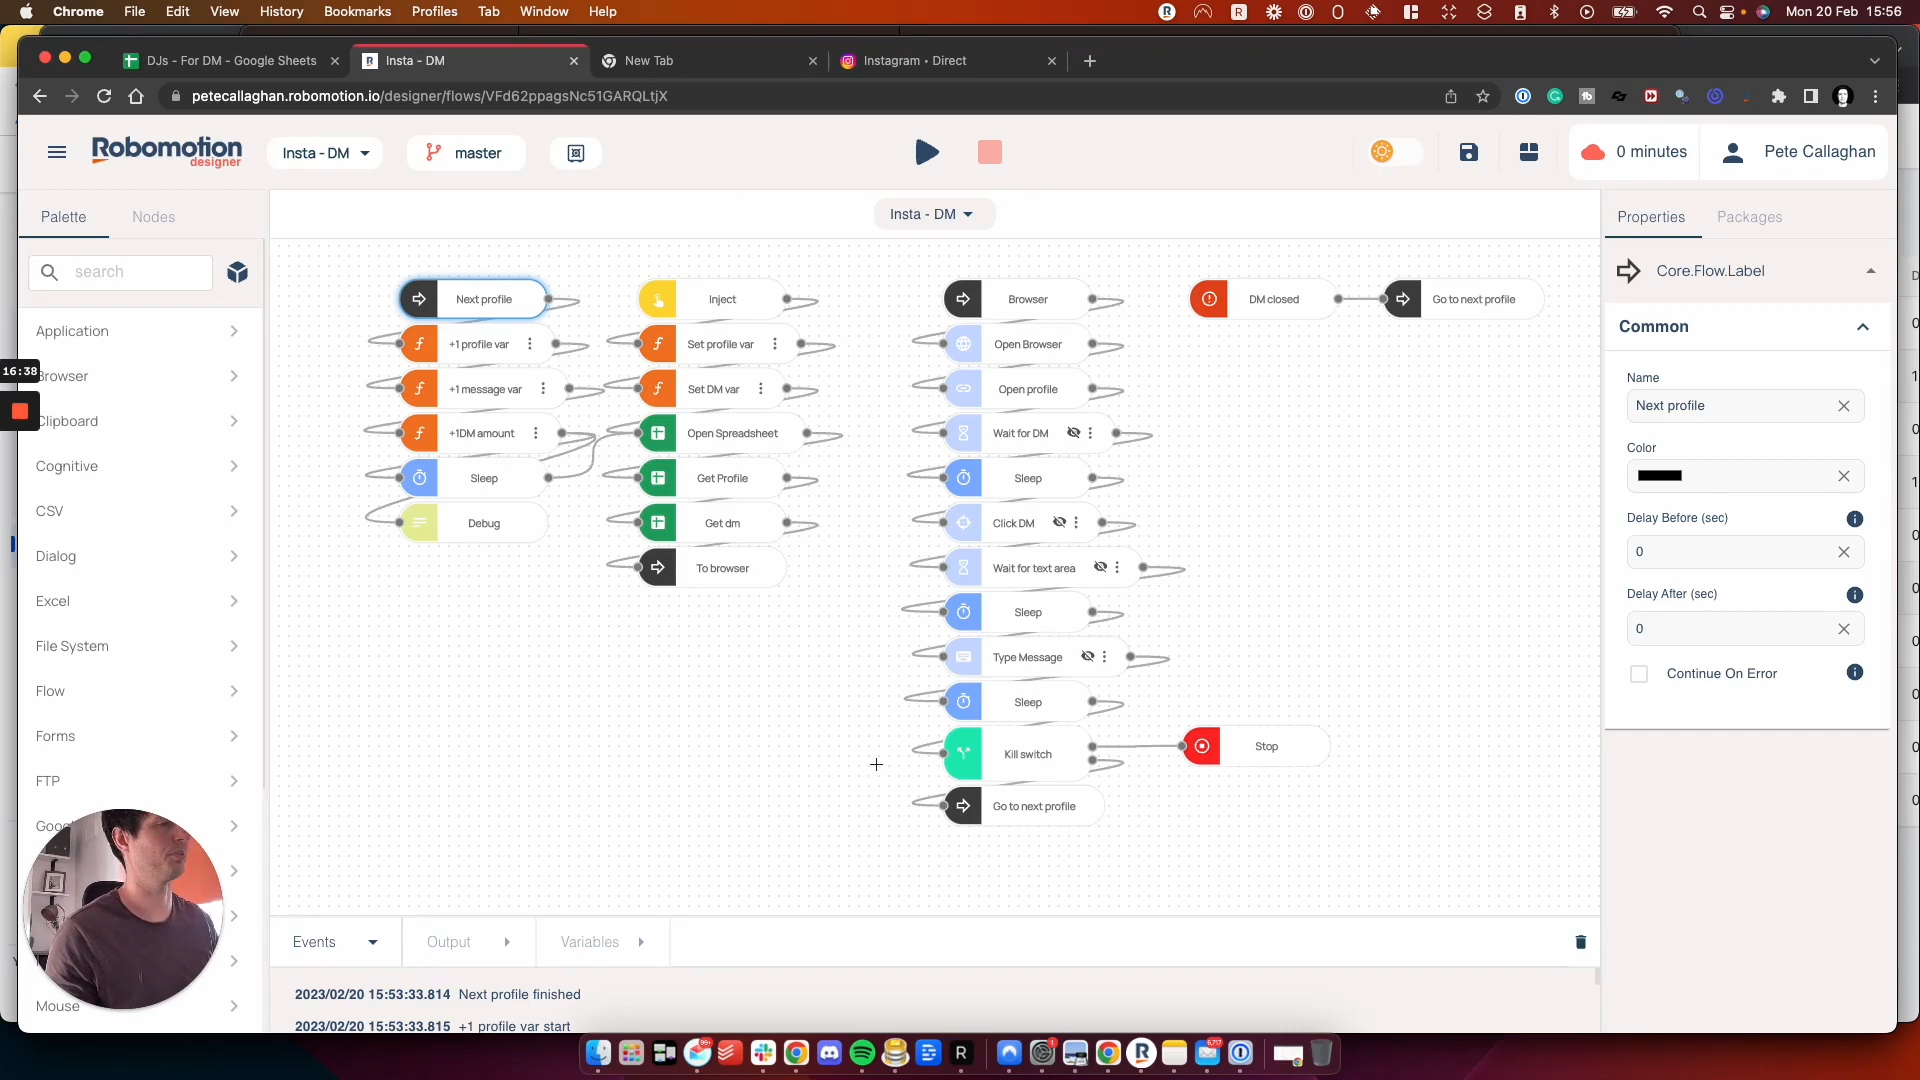 Chrome File Edit View History Bookmarks Profiles Tab Window Help
Mon 20 Feb 15:56
DJs - For DM - Google Sheets
Insta - DM
New Tab
Instagram • Direct
petecallaghan.robomotion.io/designer/flows/VFd62ppagsNc51GARQLtjX
Robomotion
designer
Insta - DM
master
0 minutes
Pete Callaghan
Palette
Nodes
Insta - DM
Properties
Packages
search
Core.Flow.Label
Application
Browser
Clipboard
Cognitive
CSV
Dialog
Excel
File System
Flow
Forms
FTP
Mouse
16:38
Next profile
+1 profile var
+1 message var
+1DM amount
Sleep
Debug
Inject
Set profile var
Set DM var
Open Spreadsheet
Get Profile
Get dm
To browser
Browser
Open Browser
Open profile
Wait for DM
Sleep
Click DM
Wait for text area
Sleep
Type Message
Sleep
Kill switch
Go to next profile
Stop
DM closed
Go to next profile
Common
Name
Next profile
Color
Delay Before (sec)
0
Delay After (sec)
0
Continue On Error
Events
Output
Variables
2023/02/20 15:53:33.814 Next profile finished
2023/02/20 15:53:33.815 +1 profile var start